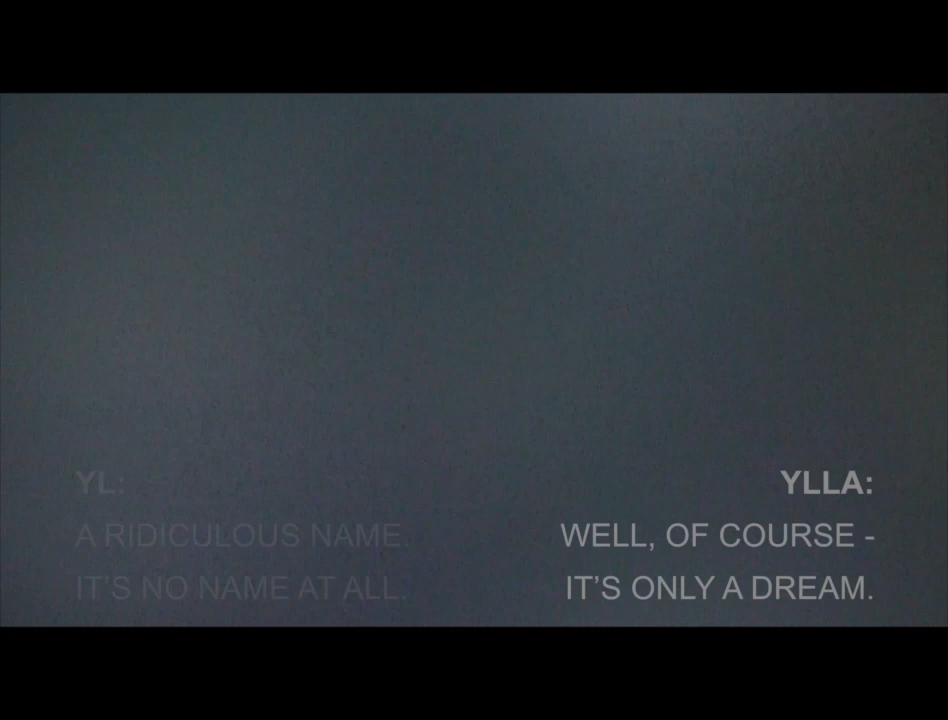 YL:
A RIDICULOUS NAME.
IT'S NO NAME AT ALL.
YLLA:
WELL, OF COURSE -
IT'S ONLY A DREAM.